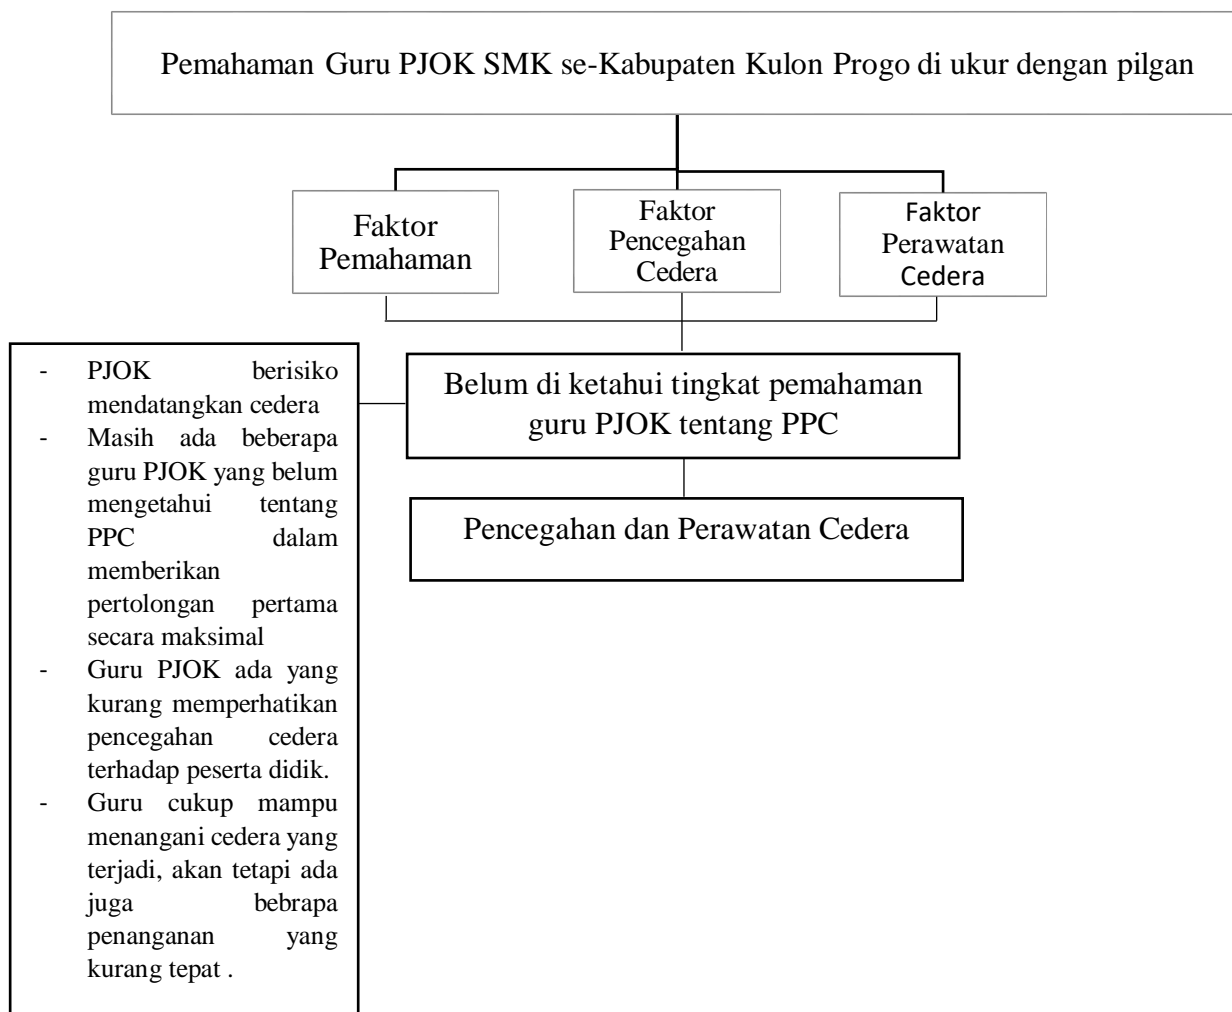 Pemahaman Guru PJOK SMK se-Kabupaten Kulon Progo di ukur dengan pilgan
Faktor
Pemahaman
Faktor
Pencegahan
Cedera
Faktor
Perawatan
Cedera
Belum di ketahui tingkat pemahaman
guru PJOK tentang PPC
Pencegahan dan Perawatan Cedera
- PJOK berisiko
mendatangkan cedera
- Masih ada beberapa
guru PJOK yang belum
mengetahui tentang
PPC dalam
memberikan
pertolongan pertama
secara maksimal
- Guru PJOK ada yang
kurang memperhatikan
pencegahan cedera
terhadap peserta didik.
- Guru cukup mampu
menangani cedera yang
terjadi, akan tetapi ada
juga bebrapa
penanganan yang
kurang tepat .